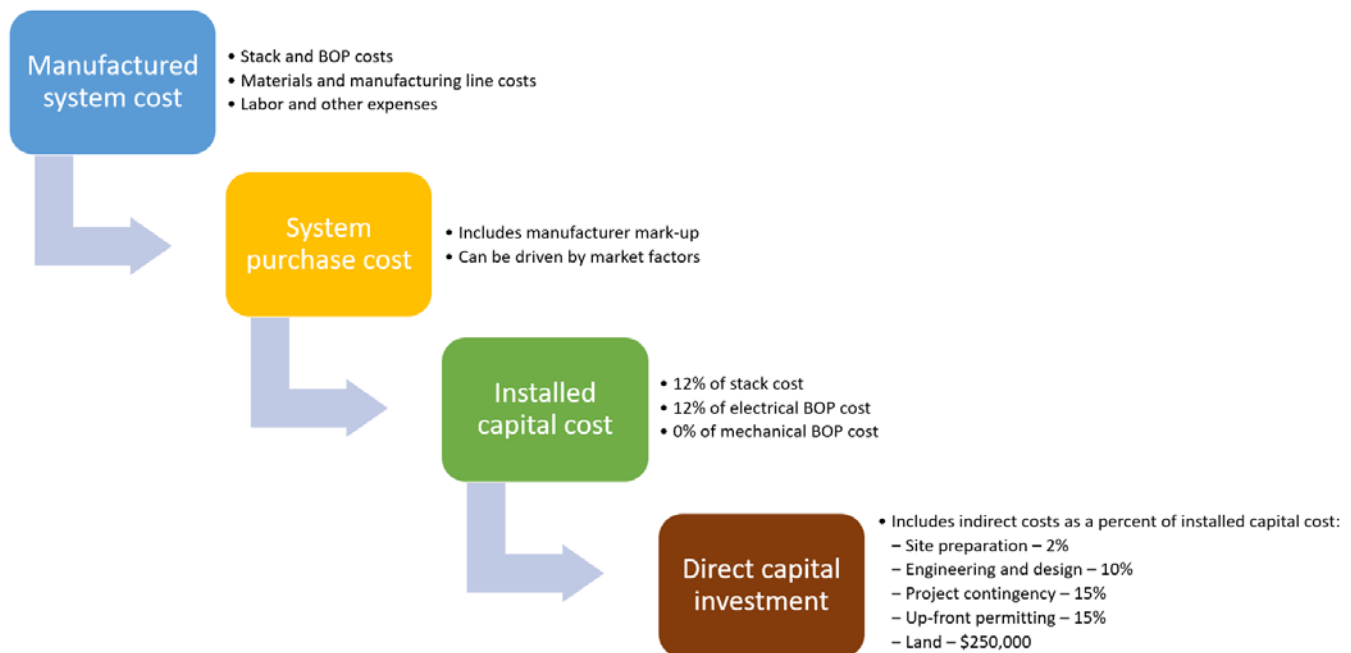 Manufactured
system cost
• Stack and BOP costs
• Materials and manufacturing line costs
• Labor and other expenses
System
purchase cost
• Includes manufacturer mark-up
• Can be driven by market factors
Installed
capital cost
• 12% of stack cost
• 12% of electrical BOP cost
• 0% of mechanical BOP cost
Direct capital
investment
• Includes indirect costs as a percent of installed capital cost:
– Site preparation – 2%
– Engineering and design – 10%
– Project contingency – 15%
– Up-front permitting – 15%
– Land – $250,000